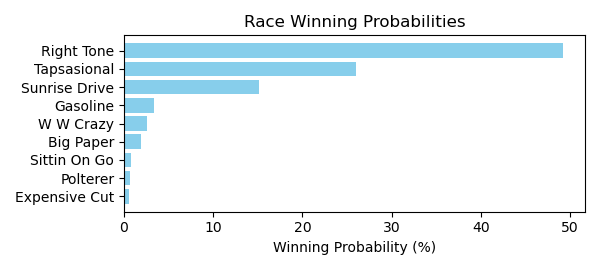 Race Winning Probabilities
Right Tone
Tapsasional
Sunrise Drive
Gasoline
W W Crazy
Big Paper
Sittin On Go
Polterer
Expensive Cut
0 10 20 30 40 50
Winning Probability (%)